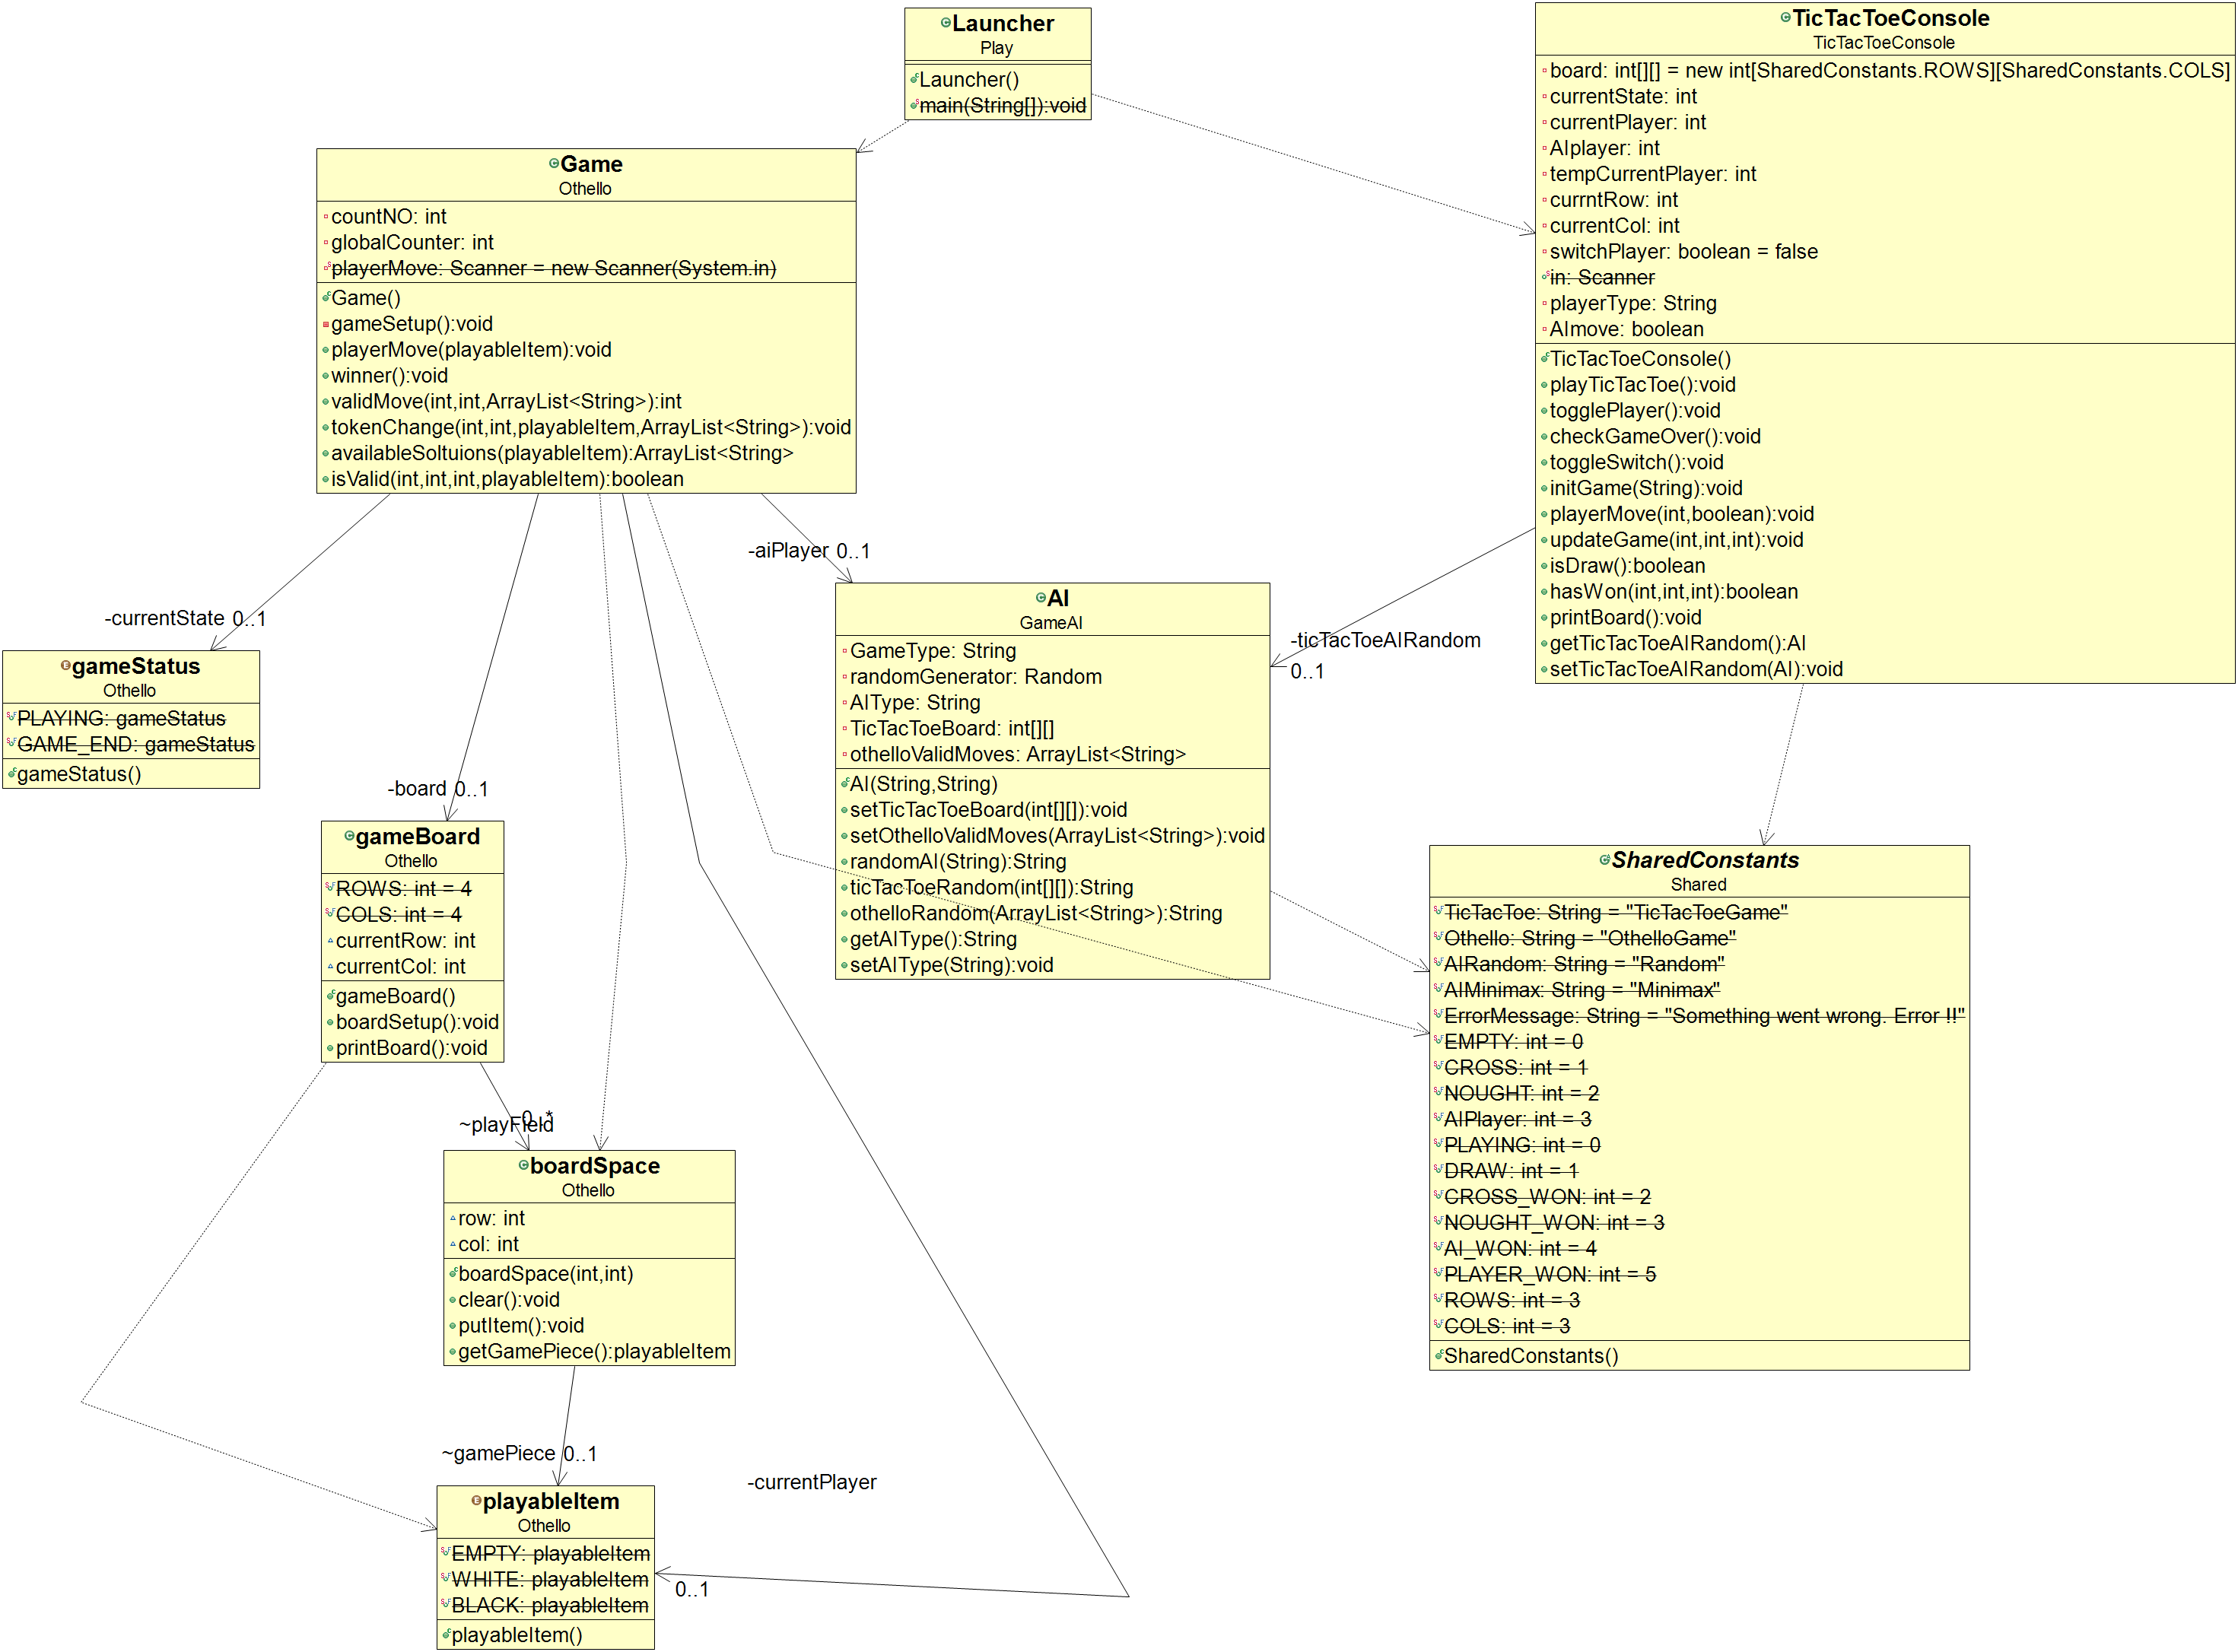 Launcher
Play
Launcher()
main(String[]):void
TicTacToeConsole
TicTacToeConsole
board: int[][] = new int[SharedConstants.ROWS][SharedConstants.COLS]
currentState: int
currentPlayer: int
AIplayer: int
tempCurrentPlayer: int
currntRow: int
currentCol: int
switchPlayer: boolean = false
in: Scanner
playerType: String
AImove: boolean
TicTacToeConsole()
playTicTacToe():void
togglePlayer():void
checkGameOver():void
toggleSwitch():void
initGame(String):void
playerMove(int,boolean):void
updateGame(int,int,int):void
isDraw():boolean
hasWon(int,int,int):boolean
printBoard():void
getTicTacToeAIRandom():AI
setTicTacToeAIRandom(AI):void
Game
Othello
countNO: int
globalCounter: int
playerMove: Scanner = new Scanner(System.in)
Game()
gameSetup():void
playerMove(playableItem):void
winner():void
validMove(int,int,ArrayList<String>):int
tokenChange(int,int,playableItem,ArrayList<String>):void
availableSoltuions(playableItem):ArrayList<String>
isValid(int,int,int,playableItem):boolean
-aiPlayer 0..1
-currentState 0..1
-ticTacToeAIRandom
0..1
-board 0..1
gameStatus
Othello
PLAYING: gameStatus
GAME_END: gameStatus
gameStatus()
AI
GameAI
GameType: String
randomGenerator: Random
AIType: String
TicTacToeBoard: int[][]
othelloValidMoves: ArrayList<String>
AI(String,String)
setTicTacToeBoard(int[][]):void
setOthelloValidMoves(ArrayList<String>):void
randomAI(String):String
ticTacToeRandom(int[][]):String
othelloRandom(ArrayList<String>):String
getAIType():String
setAIType(String):void
gameBoard
Othello
ROWS: int = 4
COLS: int = 4
currentRow: int
currentCol: int
gameBoard()
boardSetup():void
printBoard():void
SharedConstants
Shared
TicTacToe: String = "TicTacToeGame"
Othello: String = "OthelloGame"
AIRandom: String = "Random"
AIMinimax: String = "Minimax"
ErrorMessage: String = "Something went wrong. Error !!"
EMPTY: int = 0
CROSS: int = 1
NOUGHT: int = 2
AIPlayer: int = 3
PLAYING: int = 0
DRAW: int = 1
CROSS_WON: int = 2
NOUGHT_WON: int = 3
AI_WON: int = 4
PLAYER_WON: int = 5
ROWS: int = 3
COLS: int = 3
SharedConstants()
0..*
~playField
boardSpace
Othello
row: int
col: int
boardSpace(int,int)
clear():void
putItem():void
getGamePiece():playableItem
~gamePiece 0..1
-currentPlayer
0..1
playableItem
Othello
EMPTY: playableItem
WHITE: playableItem
BLACK: playableItem
playableItem()